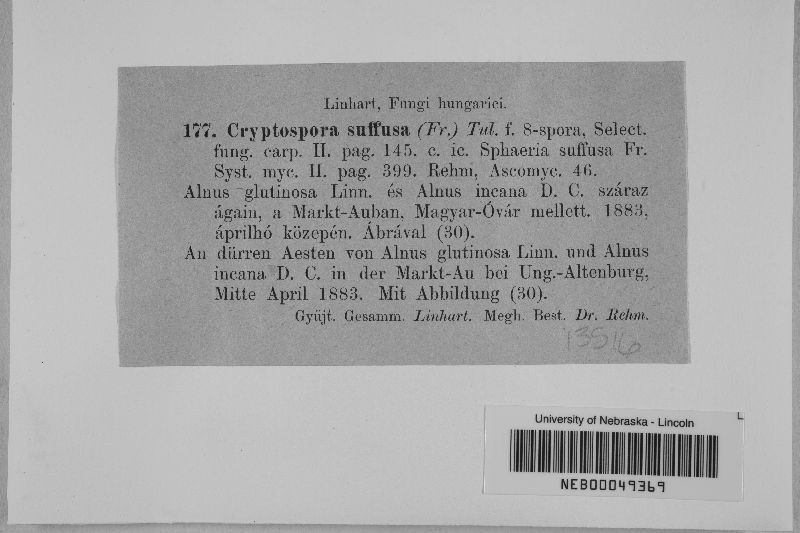 Linhart, Fungi hungarici.
177. Cryptospora suffusa (Fr.) Tul. f. 8-spora, Select.
fung. carp. II. pag. 145. c. ic. Sphaeria suffusa Fr.
Syst. myc. II. pag. 399. Rehm, Ascomyc. 46.
Alnus glutinosa Linn. és Alnus incana D. C. száraz
ágain, a Markt-Auban, Magyar-Óvár mellett. 1883,
áprilhó közepén. Ábrával (30).
An dürren Aesten von Alnus glutinosa Linn. und Alnus
incana D. C. in der Markt-Au bei Ung.-Altenburg,
Mitte April 1883. Mit Abbildung (30).
Gyüjt. Gesamm. Linhart. Megh. Best. Dr. Rehm.
13516
University of Nebraska - Lincoln
NEB00049369